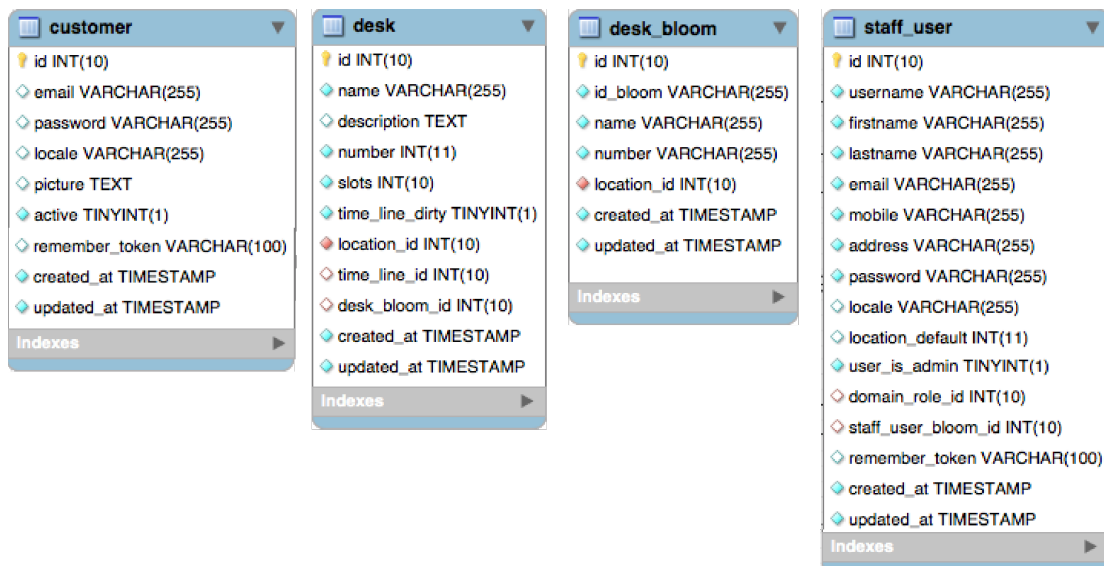 customer
id INT(10)
email VARCHAR(255)
password VARCHAR(255)
locale VARCHAR(255)
picture TEXT
active TINYINT(1)
remember_token VARCHAR(100)
created_at TIMESTAMP
updated_at TIMESTAMP
Indexes
desk
id INT(10)
name VARCHAR(255)
description TEXT
number INT(11)
slots INT(10)
time_line_dirty TINYINT(1)
location_id INT(10)
time_line_id INT(10)
desk_bloom_id INT(10)
created_at TIMESTAMP
updated_at TIMESTAMP
Indexes
desk_bloom
id INT(10)
id_bloom VARCHAR(255)
name VARCHAR(255)
number VARCHAR(255)
location_id INT(10)
created_at TIMESTAMP
updated_at TIMESTAMP
Indexes
staff_user
id INT(10)
username VARCHAR(255)
firstname VARCHAR(255)
lastname VARCHAR(255)
email VARCHAR(255)
mobile VARCHAR(255)
address VARCHAR(255)
password VARCHAR(255)
locale VARCHAR(255)
location_default INT(11)
user_is_admin TINYINT(1)
domain_role_id INT(10)
staff_user_bloom_id INT(10)
remember_token VARCHAR(100)
created_at TIMESTAMP
updated_at TIMESTAMP
Indexes